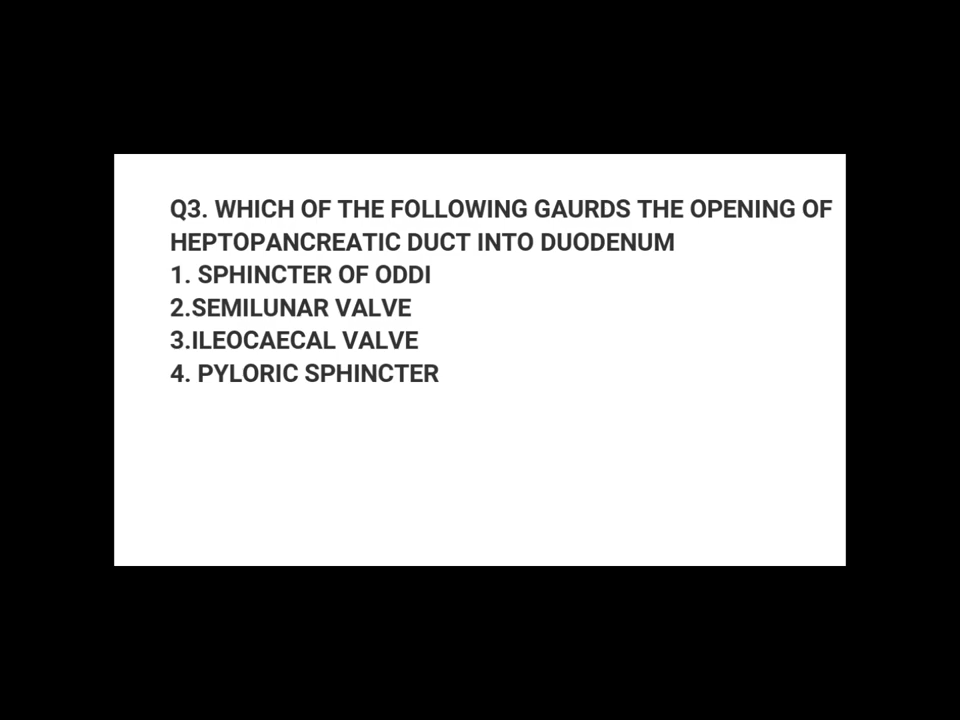 Q3. WHICH OF THE FOLLOWING GAURDS THE OPENING OF
HEPTOPANCREATIC DUCT INTO DUODENUM
1. SPHINCTER OF ODDI
2.SEMILUNAR VALVE
3.ILEOCAECAL VALVE
4. PYLORIC SPHINCTER